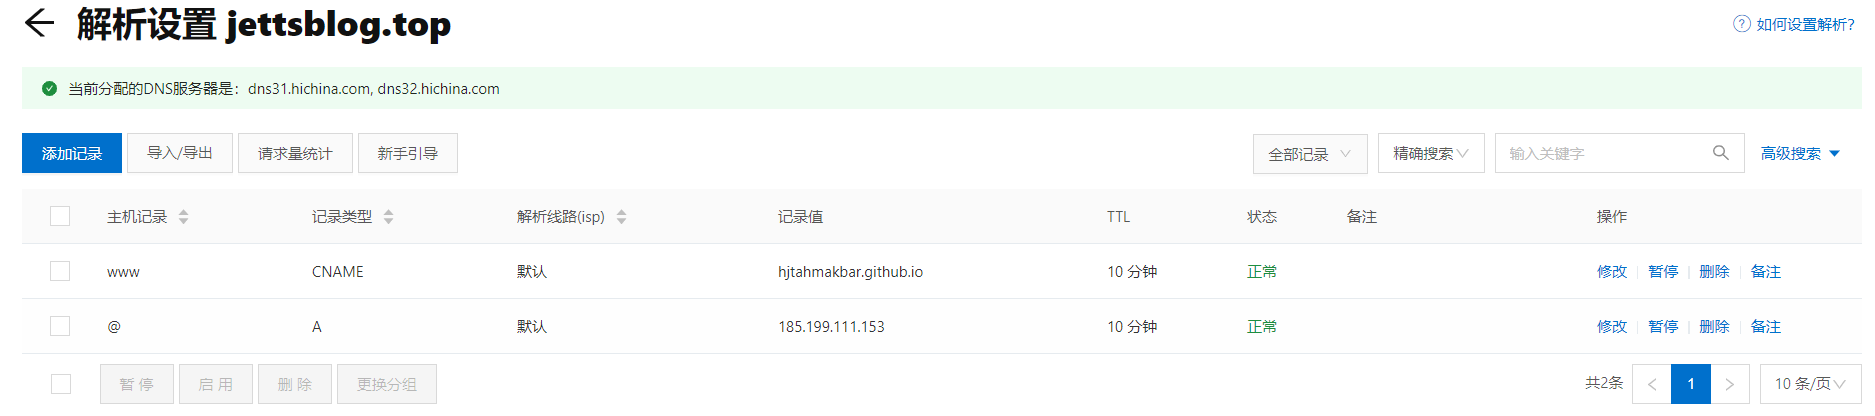 解析设置 jettsblog.top
如何设置解析?
当前分配的DNS服务器是：dns31.hichina.com, dns32.hichina.com
添加记录 导入/导出 请求量统计 新手引导 全部记录 精确搜索 输入关键字 高级搜索
主机记录 记录类型 解析线路(isp) 记录值 TTL 状态 备注 操作
www CNAME 默认 hjtahmakbar.github.io 10 分钟 正常 修改 暂停 删除 备注
@ A 默认 185.199.111.153 10 分钟 正常 修改 暂停 删除 备注
暂 停 启 用 删 除 更换分组 共2条 1 10 条/页